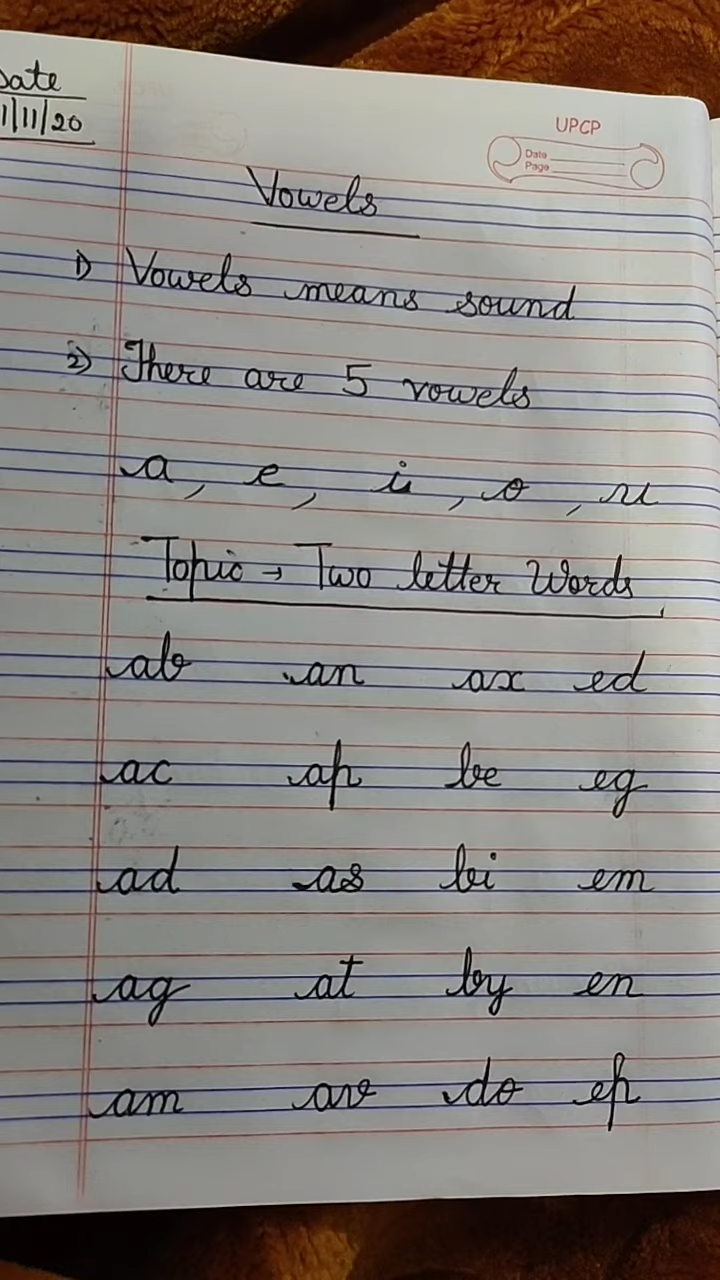 Date
1/11/20
UPCP
Date
Page
Vowels
1) Vowels means sound
2) There are 5 vowels
a, e, i, o, u
Topic → Two letter Words
ab an ax ed
ac ap be eg
ad as bi em
ag at by en
am av do ep